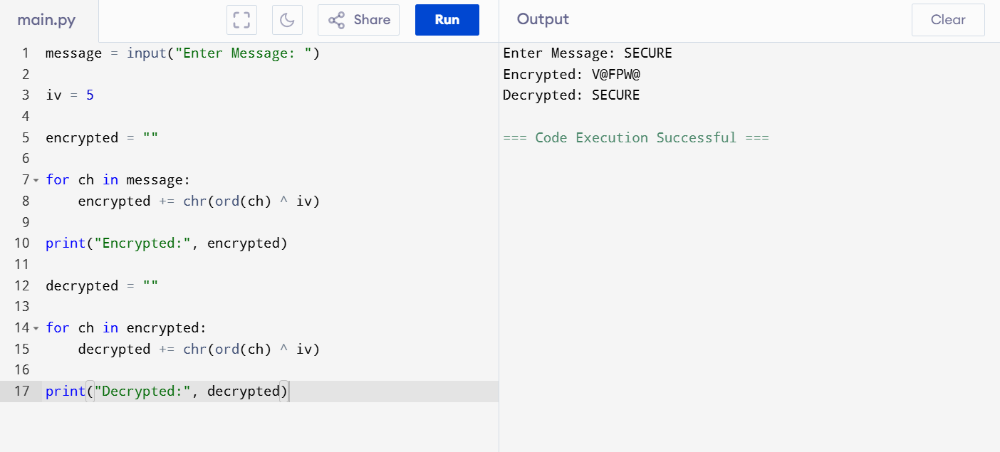 main.py
Share
Run
Output
Clear
1 message = input("Enter Message: ")
2
3 iv = 5
4
5 encrypted = ""
6
7 for ch in message:
8     encrypted += chr(ord(ch) ^ iv)
9
10 print("Encrypted:", encrypted)
11
12 decrypted = ""
13
14 for ch in encrypted:
15     decrypted += chr(ord(ch) ^ iv)
16
17 print("Decrypted:", decrypted)
Enter Message: SECURE
Encrypted: V@FPW@
Decrypted: SECURE
=== Code Execution Successful ===